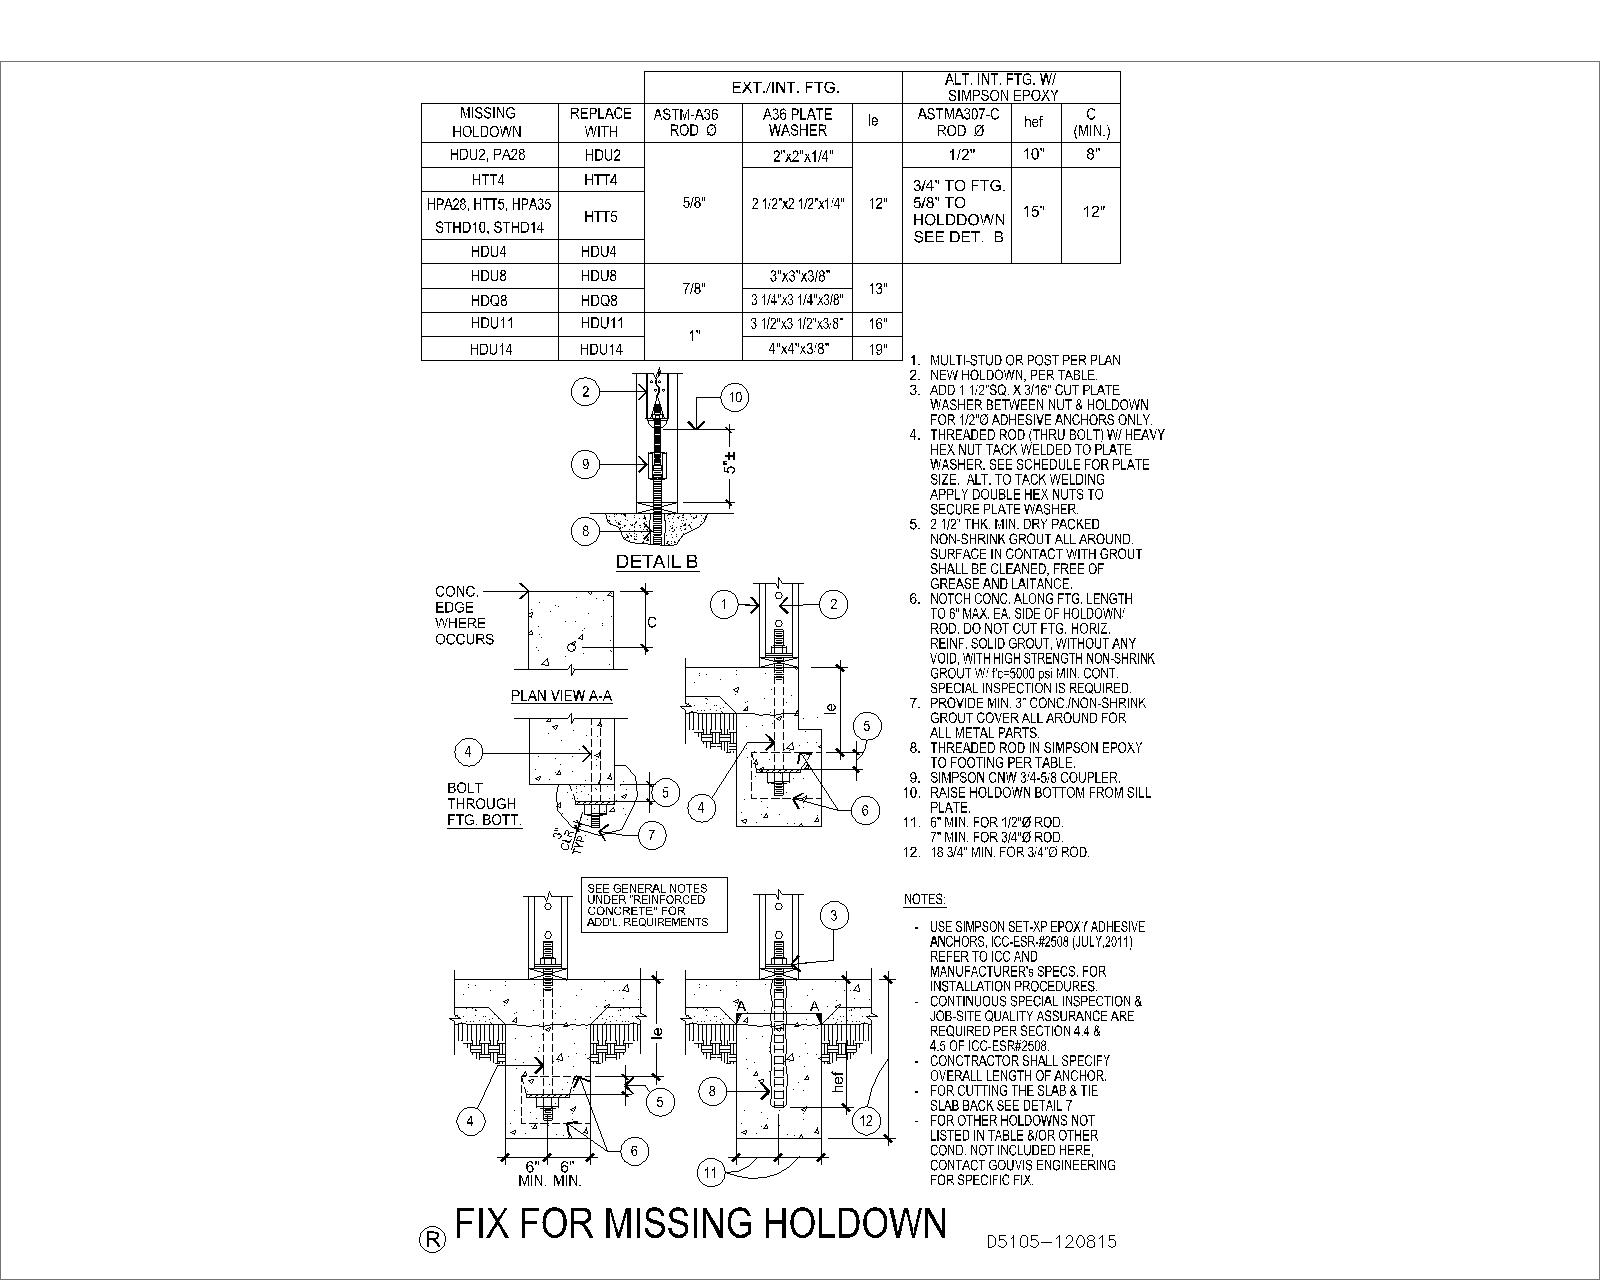 EXT./INT. FTG.
ALT. INT. FTG. W/
SIMPSON EPOXY
MISSING
HOLDOWN
REPLACE
WITH
ASTM-A36
ROD Ø
A36 PLATE
WASHER
le
ASTMA307-C
ROD Ø
hef
C
(MIN.)
HDU2, PA28
HDU2
2"x2"x1/4"
1/2"
10"
8"
HTT4
HTT4
HPA28, HTT5, HPA35
STHD10, STHD14
HTT5
5/8"
2 1/2"x2 1/2"x1/4"
12"
3/4" TO FTG.
5/8" TO
HOLDDOWN
SEE DET. B
15"
12"
HDU4
HDU4
HDU8
HDU8
7/8"
3"x3"x3/8"
13"
HDQ8
HDQ8
3 1/4"x3 1/4"x3/8"
HDU11
HDU11
1"
3 1/2"x3 1/2"x3/8"
16"
HDU14
HDU14
4"x4"x3/8"
19"
2
10
9
5"±
8
DETAIL B
CONC.
EDGE
WHERE
OCCURS
C
PLAN VIEW A-A
1
2
le
5
4
6
4
BOLT
THROUGH
FTG. BOTT.
5
7
3"
CLR
TYP.
SEE GENERAL NOTES
UNDER "REINFORCED
CONCRETE" FOR
ADD'L. REQUIREMENTS
le
4
5
6
6"
MIN.
6"
MIN.
3
A
A
hef
8
12
11
1. MULTI-STUD OR POST PER PLAN
2. NEW HOLDOWN, PER TABLE.
3. ADD 1 1/2"SQ. X 3/16" CUT PLATE
WASHER BETWEEN NUT & HOLDOWN
FOR 1/2"Ø ADHESIVE ANCHORS ONLY.
4. THREADED ROD (THRU BOLT) W/ HEAVY
HEX NUT TACK WELDED TO PLATE
WASHER. SEE SCHEDULE FOR PLATE
SIZE. ALT. TO TACK WELDING
APPLY DOUBLE HEX NUTS TO
SECURE PLATE WASHER.
5. 2 1/2" THK. MIN. DRY PACKED
NON-SHRINK GROUT ALL AROUND.
SURFACE IN CONTACT WITH GROUT
SHALL BE CLEANED, FREE OF
GREASE AND LAITANCE.
6. NOTCH CONC. ALONG FTG. LENGTH
TO 6" MAX. EA. SIDE OF HOLDOWN/
ROD. DO NOT CUT FTG. HORIZ.
REINF. SOLID GROUT, WITHOUT ANY
VOID, WITH HIGH STRENGTH NON-SHRINK
GROUT W/ f'c=5000 psi MIN. CONT.
SPECIAL INSPECTION IS REQUIRED.
7. PROVIDE MIN. 3" CONC./NON-SHRINK
GROUT COVER ALL AROUND FOR
ALL METAL PARTS.
8. THREADED ROD IN SIMPSON EPOXY
TO FOOTING PER TABLE.
9. SIMPSON CNW 3/4-5/8 COUPLER.
10. RAISE HOLDOWN BOTTOM FROM SILL
PLATE.
11. 6" MIN. FOR 1/2"Ø ROD.
7" MIN. FOR 3/4"Ø ROD.
12. 18 3/4" MIN. FOR 3/4"Ø ROD.
NOTES:
- USE SIMPSON SET-XP EPOXY ADHESIVE
ANCHORS, ICC-ESR-#2508 (JULY,2011)
REFER TO ICC AND
MANUFACTURER's SPECS. FOR
INSTALLATION PROCEDURES.
- CONTINUOUS SPECIAL INSPECTION &
JOB-SITE QUALITY ASSURANCE ARE
REQUIRED PER SECTION 4.4 &
4.5 OF ICC-ESR#2508.
- CONCTRACTOR SHALL SPECIFY
OVERALL LENGTH OF ANCHOR.
- FOR CUTTING THE SLAB & TIE
SLAB BACK SEE DETAIL 7
- FOR OTHER HOLDOWNS NOT
LISTED IN TABLE &/OR OTHER
COND. NOT INCLUDED HERE,
CONTACT GOUVIS ENGINEERING
FOR SPECIFIC FIX.
R FIX FOR MISSING HOLDOWN
D5105-120815